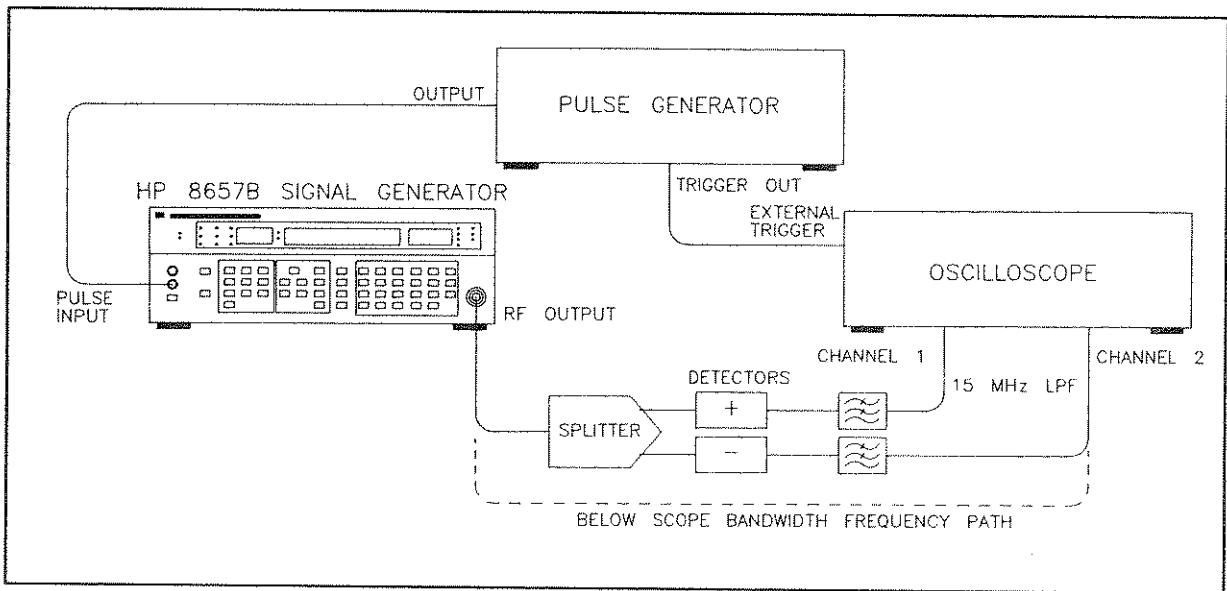 OUTPUT
PULSE GENERATOR
HP 8657B SIGNAL GENERATOR
TRIGGER OUT
EXTERNAL
TRIGGER
OSCILLOSCOPE
PULSE
INPUT
RF OUTPUT
CHANNEL 1
CHANNEL 2
DETECTORS
15 MHz LPF
SPLITTER
+
−
BELOW SCOPE BANDWIDTH FREQUENCY PATH